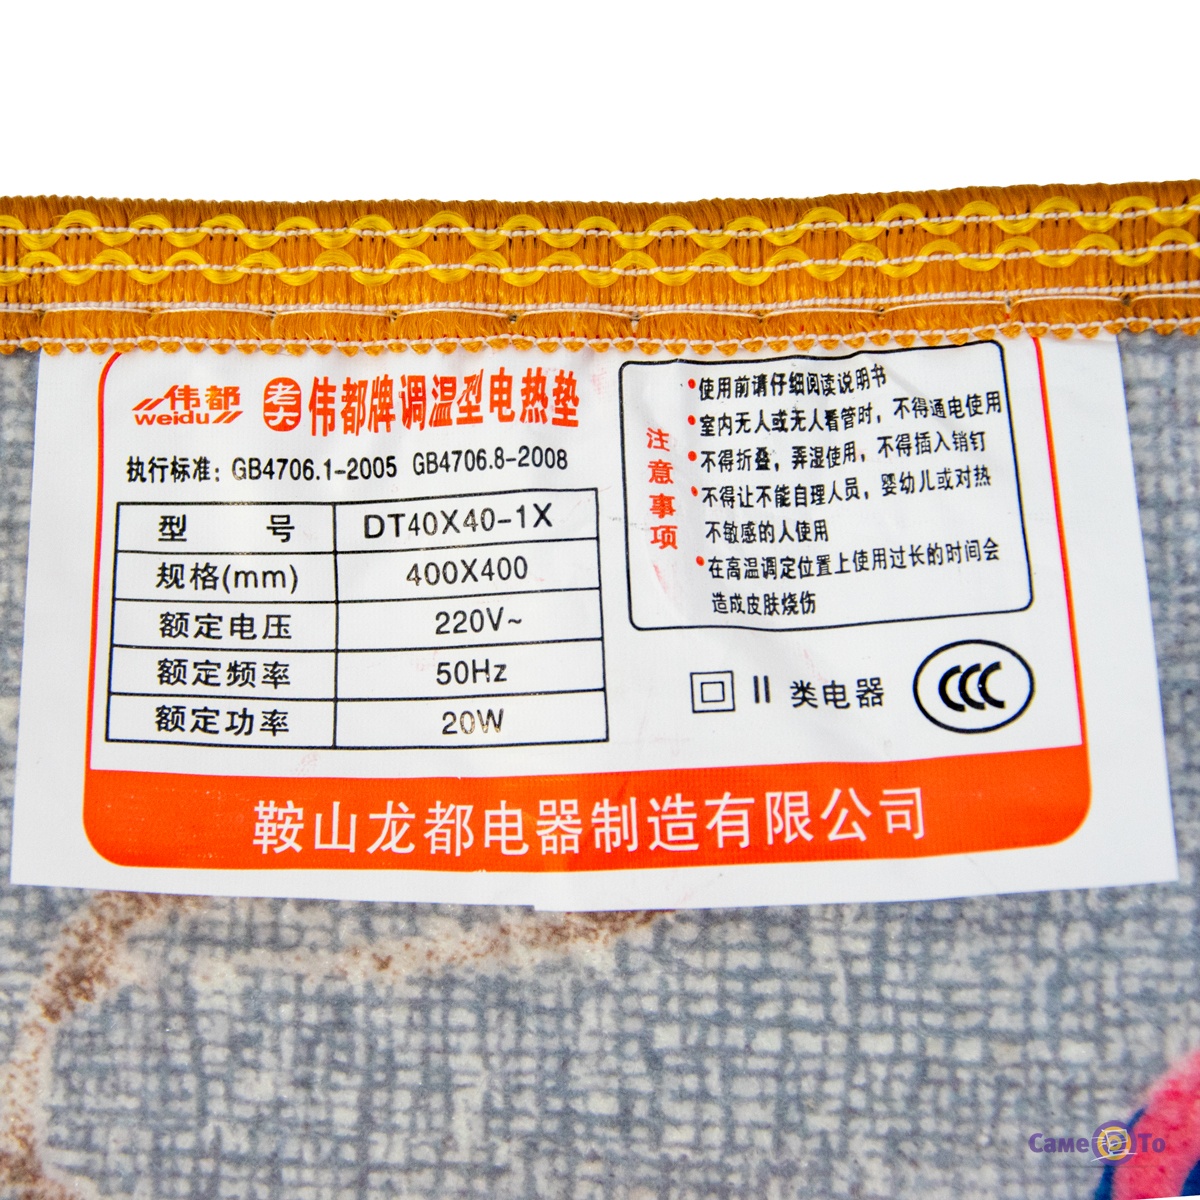 伟都
weidu
老大 伟都牌调温型电热垫
执行标准：GB4706.1-2005 GB4706.8-2008
型 号 DT40X40-1X
规格(mm) 400X400
额定电压 220V~
额定频率 50Hz
额定功率 20W
注意事项
•使用前请仔细阅读说明书
•室内无人或无人看管时，不得通电使用
•不得折叠，弄湿使用，不得插入销钉
•不得让不能自理人员，婴幼儿或对热
不敏感的人使用
•在高温调定位置上使用过长的时间会
造成皮肤烧伤
II 类电器
CCC
鞍山龙都电器制造有限公司
Саме То